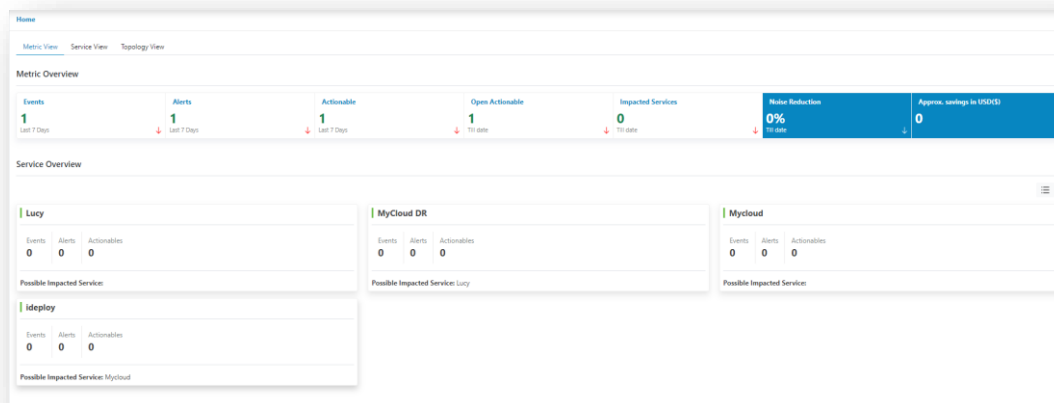 Home
Metric View Service View Topology View
Metric Overview
Events Alerts Actionable Open Actionable Impacted Services Noise Reduction Approx. savings in USD($)
1 1 1 1 0 0% 0
Last 7 Days Last 7 Days Last 7 Days Till date Till date Till date
Service Overview
Lucy MyCloud DR Mycloud
Events Alerts Actionables Events Alerts Actionables Events Alerts Actionables
0 0 0 0 0 0 0 0 0
Possible Impacted Service: Possible Impacted Service: Lucy Possible Impacted Service:
ideploy
Events Alerts Actionables
0 0 0
Possible Impacted Service: Mycloud